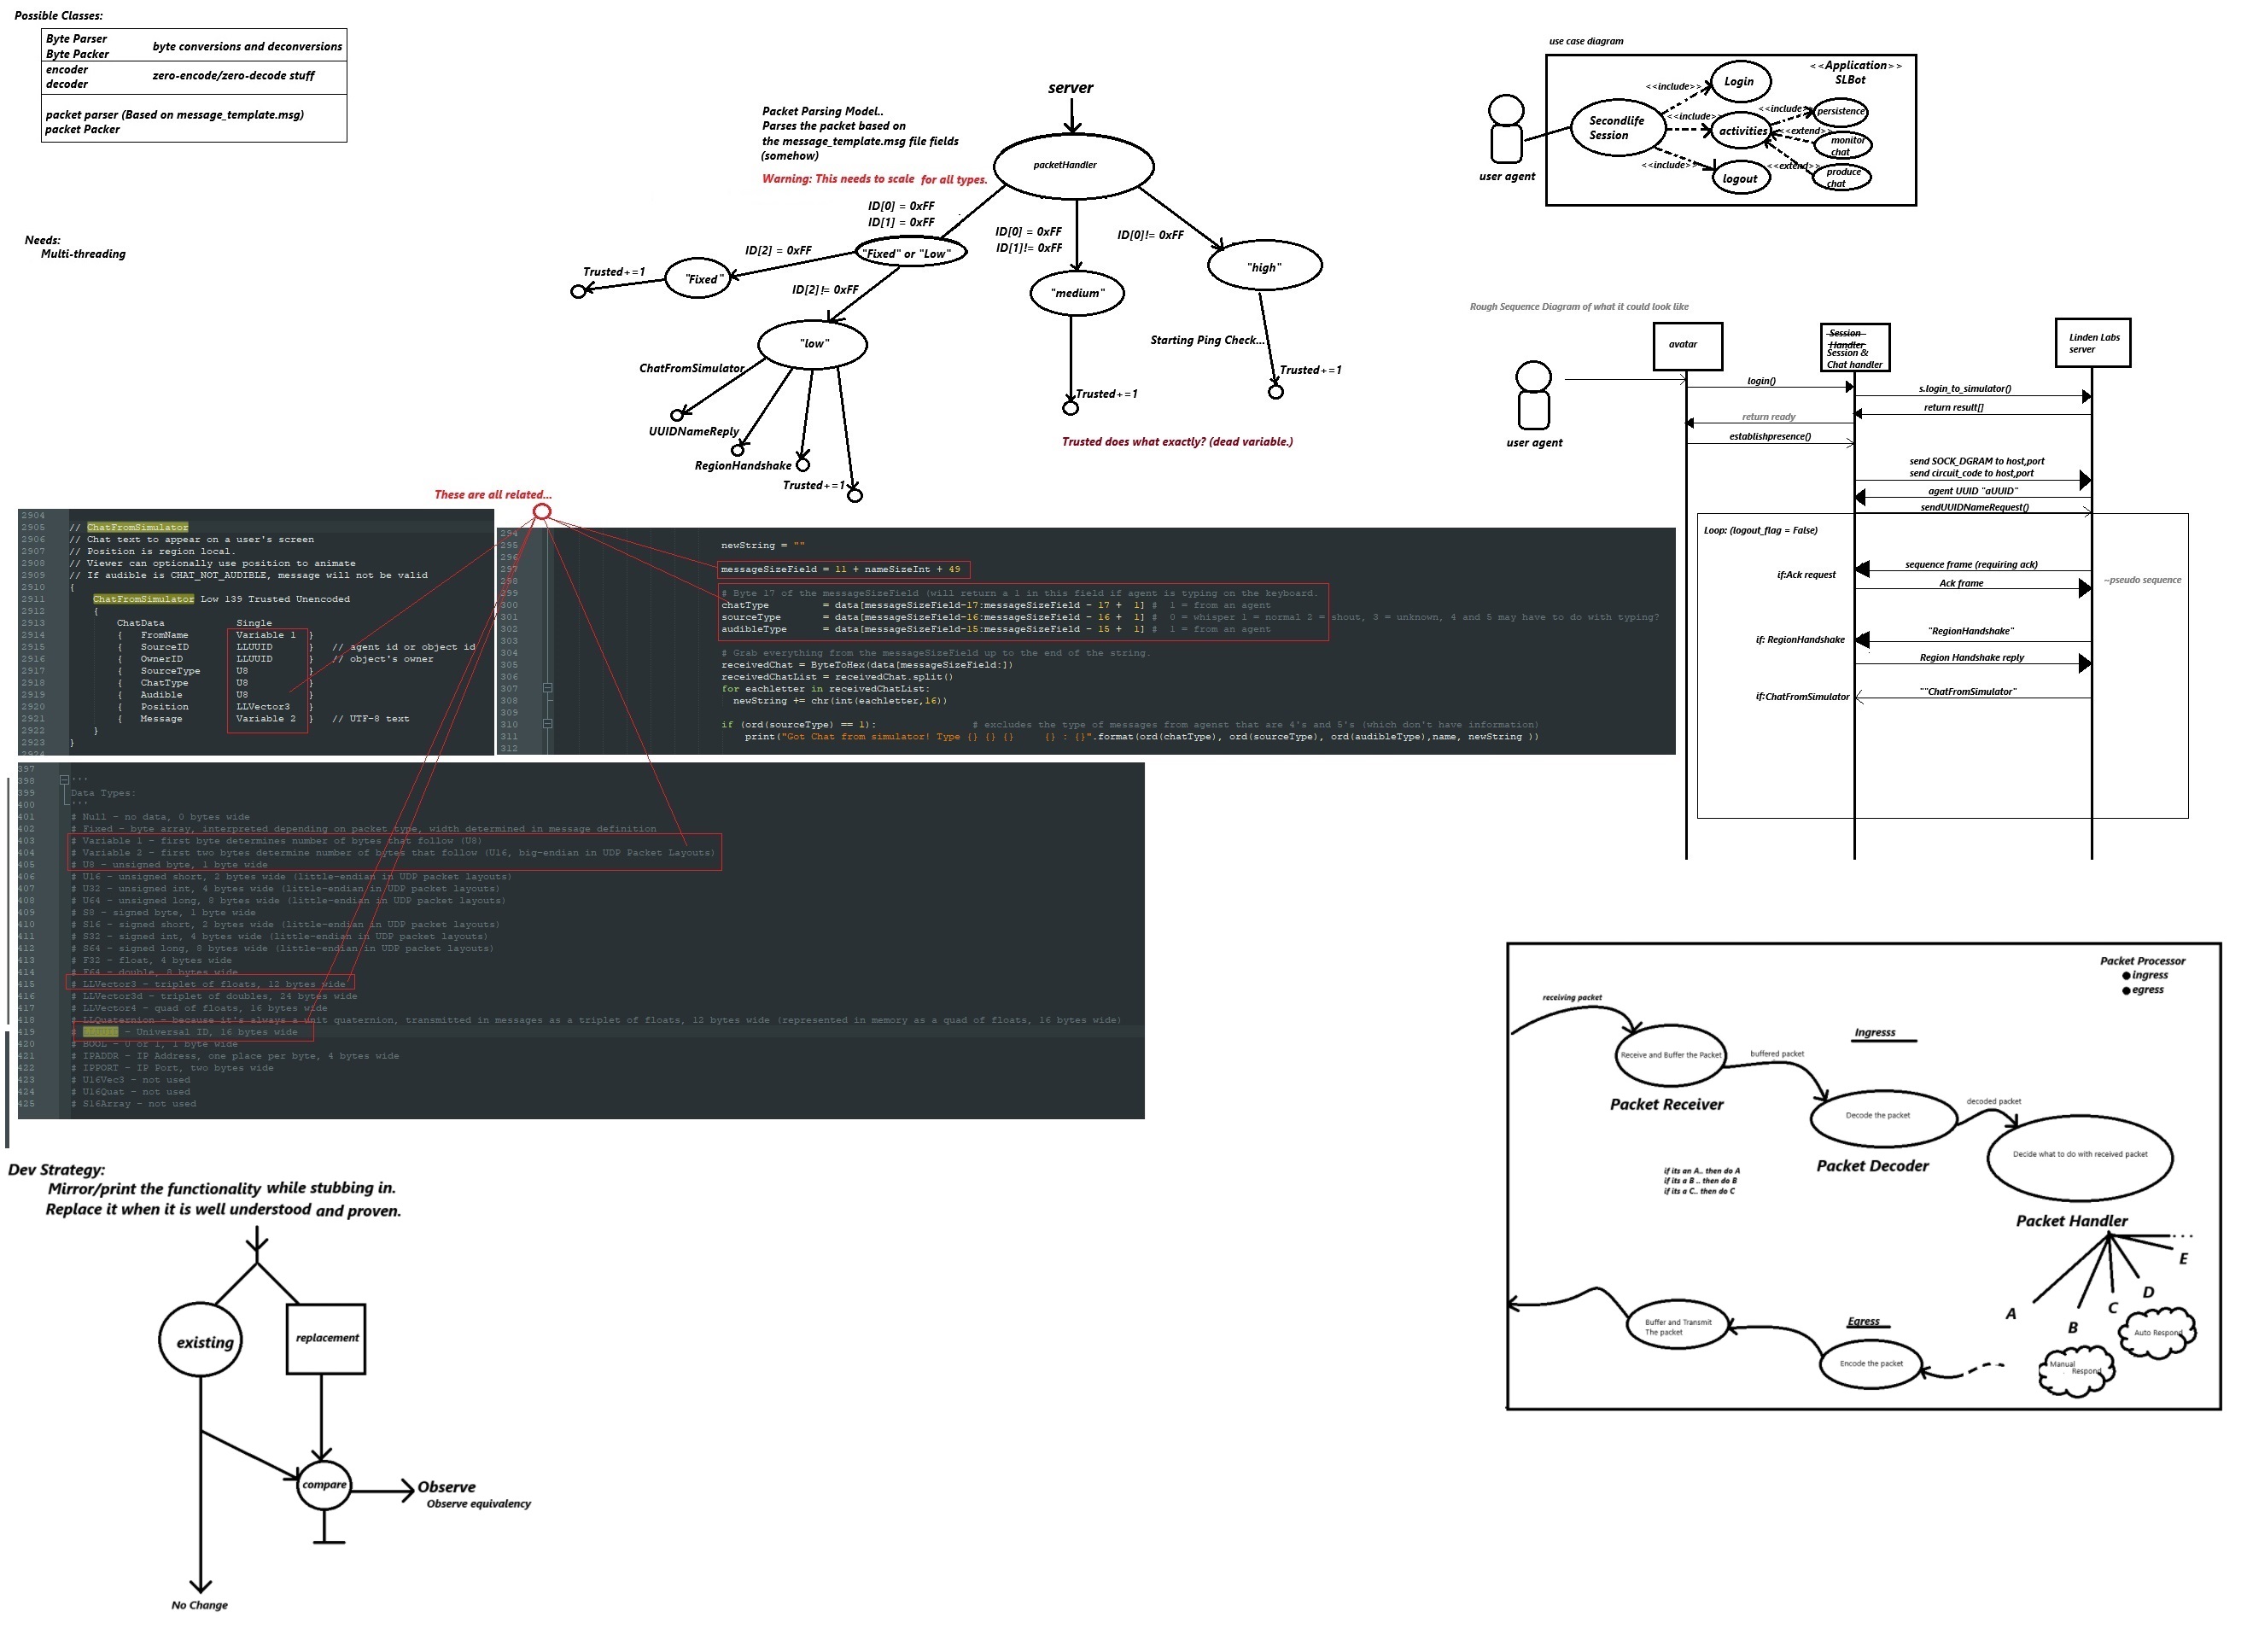 Possible Classes:
Byte Parser
Byte Packer
byte conversions and deconversions
encoder
decoder
zero-encode/zero-decode stuff
packet parser (Based on message_template.msg)
packet Packer
Needs:
Multi-threading
server
Packet Parsing Model..
Parses the packet based on
the message_template.msg file fields
(somehow)
Warning: This needs to scale for all types.
packetHandler
ID[0] = 0xFF
ID[1] = 0xFF
ID[0] = 0xFF
ID[1]!= 0xFF
ID[0]!= 0xFF
"Fixed" or "Low"
ID[2] = 0xFF
"Fixed"
Trusted+=1
ID[2]!= 0xFF
"medium"
"high"
"low"
Starting Ping Check...
ChatFromSimulator
Trusted+=1
Trusted+=1
UUIDNameReply
RegionHandshake
Trusted+=1
Trusted does what exactly? (dead variable.)
use case diagram
<<Application>>
SLBot
user agent
Secondlife
Session
<<include>>
Login
<<include>>
activities
<<include>>
logout
<<include>>
persistence
<<extend>>
monitor
chat
<<extend>>
produce
chat
Rough Sequence Diagram of what it could look like
user agent
avatar
Session
Handler
Session &
Chat handler
Linden Labs
server
login()
s.login_to_simulator()
return result[]
return ready
establishpresence()
send SOCK_DGRAM to host,port
send circuit_code to host,port
agent UUID "aUUID"
sendUUIDNameRequest()
Loop: (logout_flag = False)
sequence frame (requiring ack)
if:Ack request
Ack frame
~pseudo sequence
"RegionHandshake"
if: RegionHandshake
Region Handshake reply
""ChatFromSimulator"
if:ChatFromSimulator
These are all related...
2904
2905 // ChatFromSimulator
2906 // Chat text to appear on a user's screen
2907 // Position is region local.
2908 // Viewer can optionally use position to animate
2909 // If audible is CHAT_NOT_AUDIBLE, message will not be valid
2910 {
2911 ChatFromSimulator Low 139 Trusted Unencoded
2912 {
2913 ChatData Single
2914 { FromName Variable 1 }
2915 { SourceID LLUUID } // agent id or object id
2916 { OwnerID LLUUID } // object's owner
2917 { SourceType U8 }
2918 { ChatType U8 }
2919 { Audible U8 }
2920 { Position LLVector3 }
2921 { Message Variable 2 } // UTF-8 text
2922 }
2923 }
294
295 newString = ""
296
297 messageSizeField = 11 + nameSizeInt + 49
298
299 # Byte 17 of the messageSizeField (will return a 1 in this field if agent is typing on the keyboard.
300 chatType = data[messageSizeField-17:messageSizeField - 17 + 1] # 1 = from an agent
301 sourceType = data[messageSizeField-16:messageSizeField - 16 + 1] # 0 = whisper 1 = normal 2 = shout, 3 = unknown, 4 and 5 may have to do with typing?
302 audibleType = data[messageSizeField-15:messageSizeField - 15 + 1] # 1 = from an agent
303
304 # Grab everything from the messageSizeField up to the end of the string.
305 receivedChat = ByteToHex(data[messageSizeField:])
306 receivedChatList = receivedChat.split()
307 for eachletter in receivedChatList:
308 newString += chr(int(eachletter,16))
309
310 if (ord(sourceType) == 1): # excludes the type of messages from agenst that are 4's and 5's (which don't have information)
311 print("Got Chat from simulator! Type {} {} {} {} : {}".format(ord(chatType), ord(sourceType), ord(audibleType),name, newString ))
312
397
398 '''
399 Data Types:
400 '''
401 # Null - no data, 0 bytes wide
402 # Fixed - byte array, interpreted depending on packet type, width determined in message definition
403 # Variable 1 - first byte determines number of bytes that follow (U8)
404 # Variable 2 - first two bytes determine number of bytes that follow (U16, big-endian in UDP Packet Layouts)
405 # U8 - unsigned byte, 1 byte wide
406 # U16 - unsigned short, 2 bytes wide (little-endian in UDP packet layouts)
407 # U32 - unsigned int, 4 bytes wide (little-endian in UDP packet layouts)
408 # U64 - unsigned long, 8 bytes wide (little-endian in UDP packet layouts)
409 # S8 - signed byte, 1 byte wide
410 # S16 - signed short, 2 bytes wide (little-endian in UDP packet layouts)
411 # S32 - signed int, 4 bytes wide (little-endian in UDP packet layouts)
412 # S64 - signed long, 8 bytes wide (little-endian in UDP packet layouts)
413 # F32 - float, 4 bytes wide
414 # F64 - double, 8 bytes wide
415 # LLVector3 - triplet of floats, 12 bytes wide
416 # LLVector3d - triplet of doubles, 24 bytes wide
417 # LLVector4 - quad of floats, 16 bytes wide
418 # LLQuaternion - because it's always a unit quaternion, transmitted in messages as a triplet of floats, 12 bytes wide (represented in memory as a quad of floats, 16 bytes wide)
419 # LLUUID - Universal ID, 16 bytes wide
420 # BOOL - 0 or 1, 1 byte wide
421 # IPADDR - IP Address, one place per byte, 4 bytes wide
422 # IPPORT - IP Port, two bytes wide
423 # U16Vec3 - not used
424 # U16Quat - not used
425 # S16Array - not used
Dev Strategy:
Mirror/print the functionality while stubbing in.
Replace it when it is well understood and proven.
existing
replacement
compare
Observe
Observe equivalency
No Change
Packet Processor
ingress
egress
receiving packet
Ingresss
Receive and Buffer the Packet
buffered packet
Packet Receiver
Decode the packet
decoded packet
Packet Decoder
Decide what to do with received packet
if its an A.. then do A
if its a B .. then do B
if its a C.. then do C
Packet Handler
E
D
C
A
B
Auto Respond
Manual
Respond
Egress
Buffer and Transmit
The packet
Encode the packet